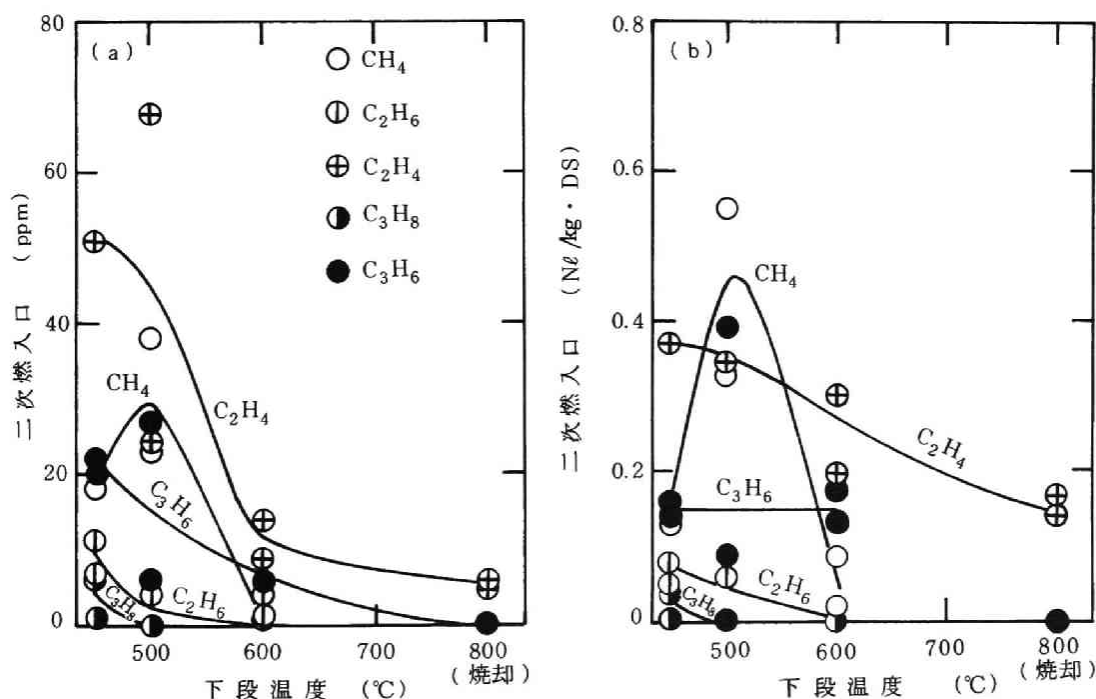 (a)
80
60
40
20
0
二次燃入口 (ppm)
CH₄
C₂H₆
C₂H₄
C₃H₈
C₃H₆
CH₄
C₂H₄
C₃H₆
C₂H₆
C₃H₈
500 600 700 800
(焼却)
下段温度 (℃)
(b)
0.8
0.6
0.4
0.2
0
二次燃入口 (Nℓ/kg・DS)
CH₄
C₂H₄
C₃H₆
C₂H₆
C₃H₈
500 600 700 800
(焼却)
下段温度 (℃)